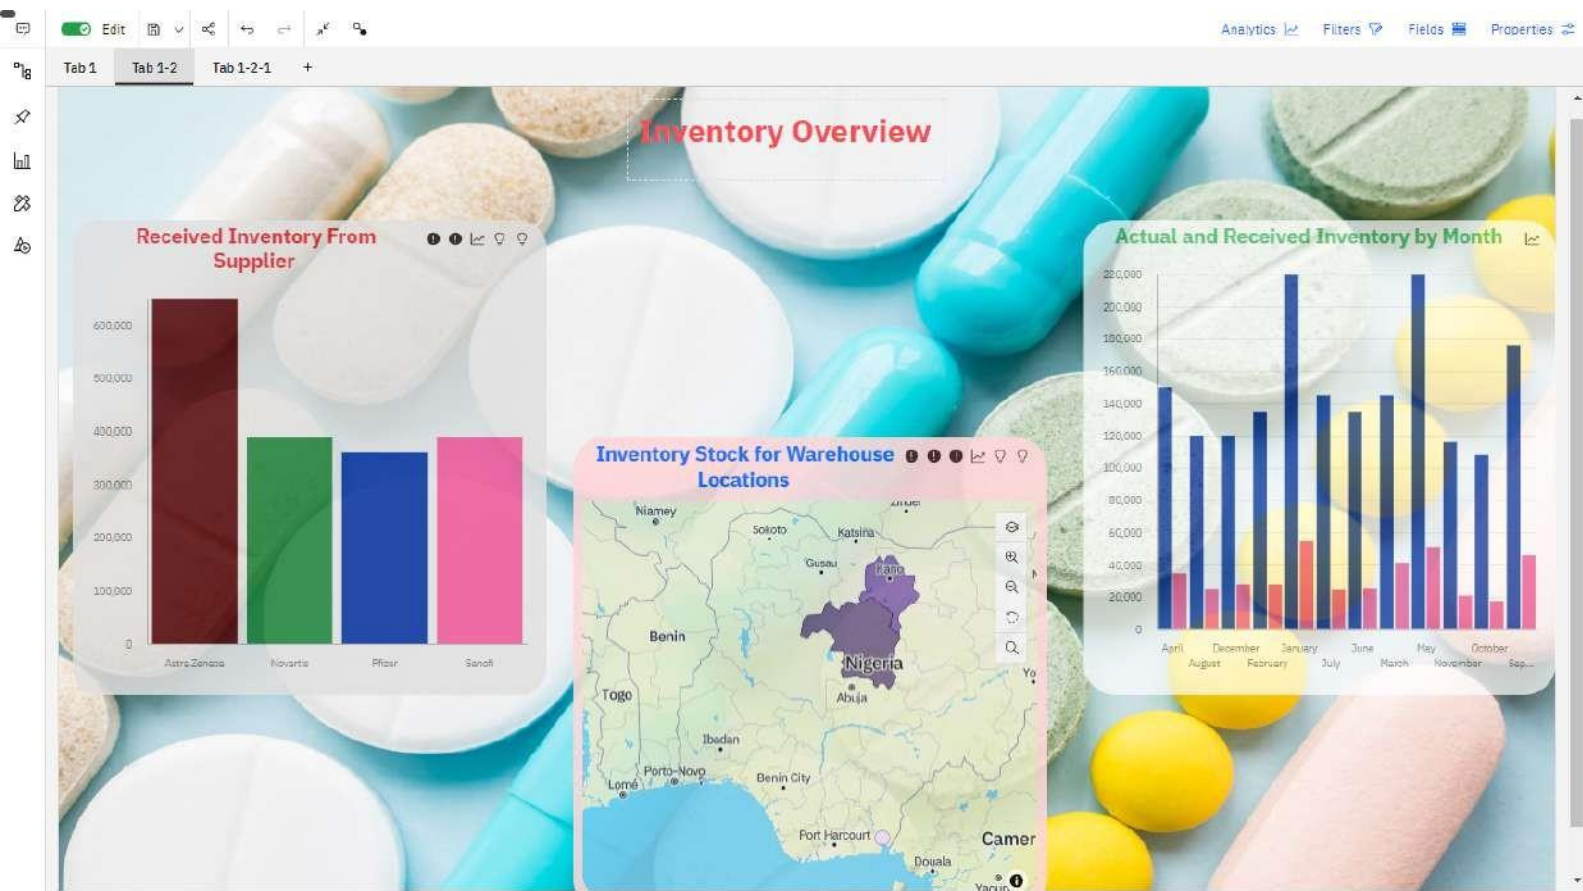 Edit
Analytics
Filters
Fields
Properties
Tab 1
Tab 1-2
Tab 1-2-1
+
Inventory Overview
Received Inventory From
Supplier
600,000
500,000
400,000
300,000
200,000
100,000
0
AstraZeneca
Novartis
Pfizer
Sanofi
Inventory Stock for Warehouse
Locations
Niamey
Zinder
Sokoto
Katsina
Gusau
Kano
Benin
Nigeria
Togo
Abuja
Yo
Ibadan
Porto-Novo
Lomé
Benin City
Port Harcourt
Camer
Douala
Yaoun
Actual and Received Inventory by Month
220,000
200,000
180,000
160,000
140,000
120,000
100,000
80,000
60,000
40,000
20,000
0
April
December
January
June
May
October
August
February
July
March
November
Sep...